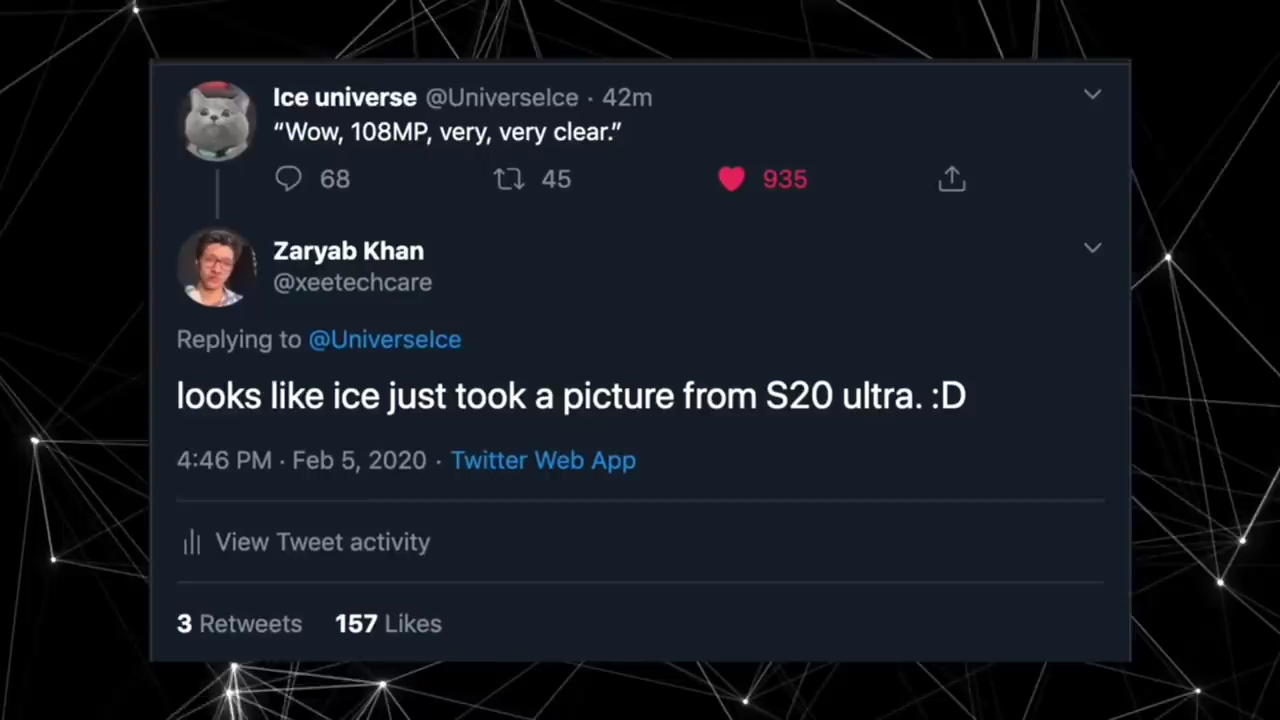 Ice universe @UniverseIce · 42m
“Wow, 108MP, very, very clear.”
68 45 935
Zaryab Khan
@xeetechcare
Replying to @UniverseIce
looks like ice just took a picture from S20 ultra. :D
4:46 PM · Feb 5, 2020 · Twitter Web App
View Tweet activity
3 Retweets 157 Likes